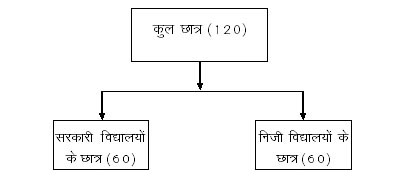 कुल छात्र (120)
सरकारी विद्यालयों
के छात्र (60)
निजी विद्यालयों के
छात्र (60)